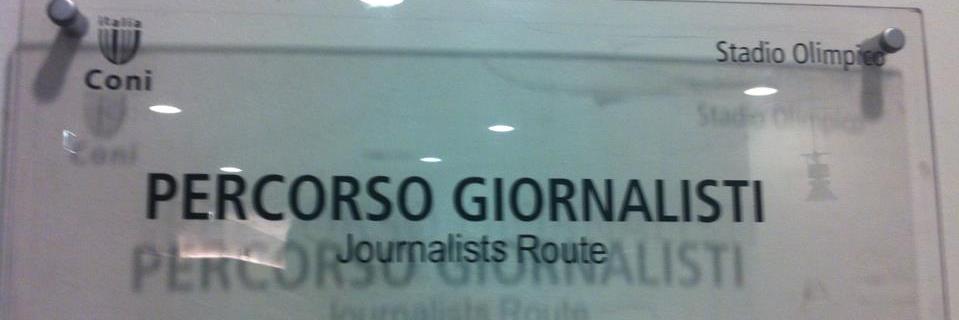 italia
Coni
Stadio Olimpico
PERCORSO GIORNALISTI
Journalists Route